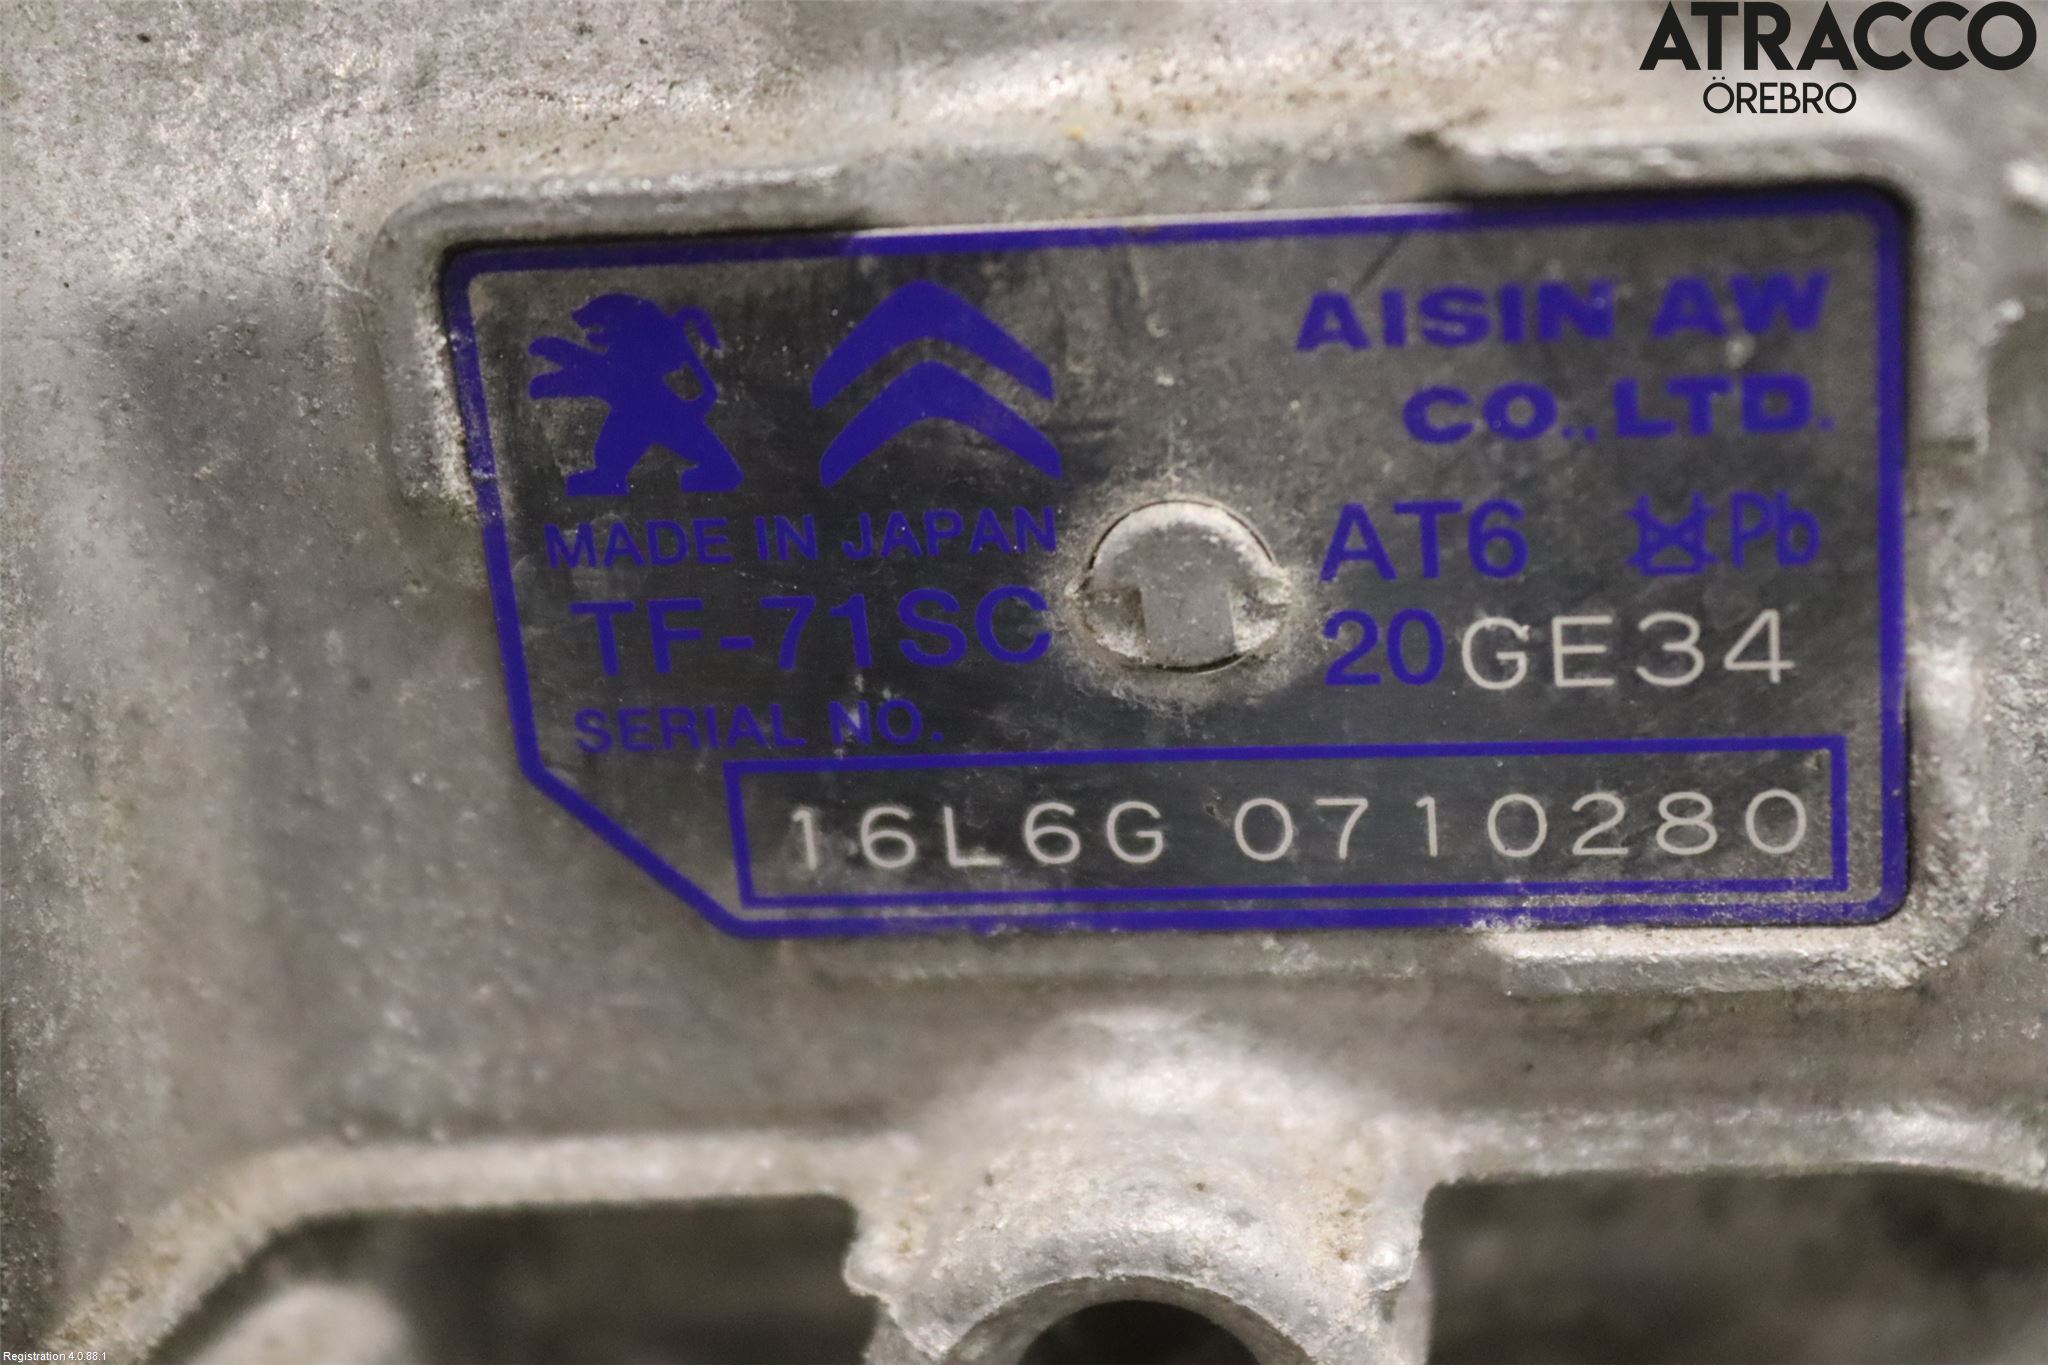 ATRACCO
ÖREBRO
AISIN AW
CO.,LTD.
MADE IN JAPAN
AT6 Pb
TF-71SC
20GE34
SERIAL NO.
16L6G 0710280
Registration 4.0.88.1